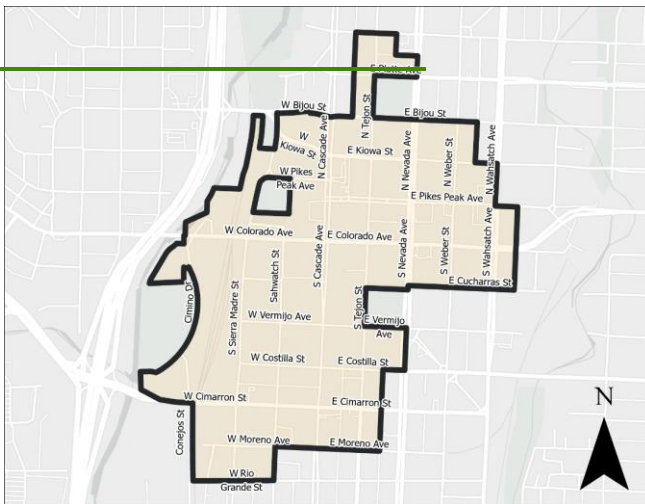 E Platte Ave
W Bijou St
E Bijou St
N Tejon St
N Cascade Ave
W
Kiowa St
E Kiowa St
N Nevada Ave
N Weber St
N Wahsatch Ave
W Pikes
Peak Ave
E Pikes Peak Ave
W Colorado Ave
E Colorado Ave
S Cascade Ave
Sahwatch St
S Sierra Madre St
Cimino Dr
S Nevada Ave
S Weber St
S Wahsatch Ave
E Cucharras St
S Tejon St
W Vermijo Ave
E Vermijo
Ave
W Costilla St
E Costilla St
W Cimarron St
E Cimarron St
Conejos St
W Moreno Ave
E Moreno Ave
W Rio
Grande St
N